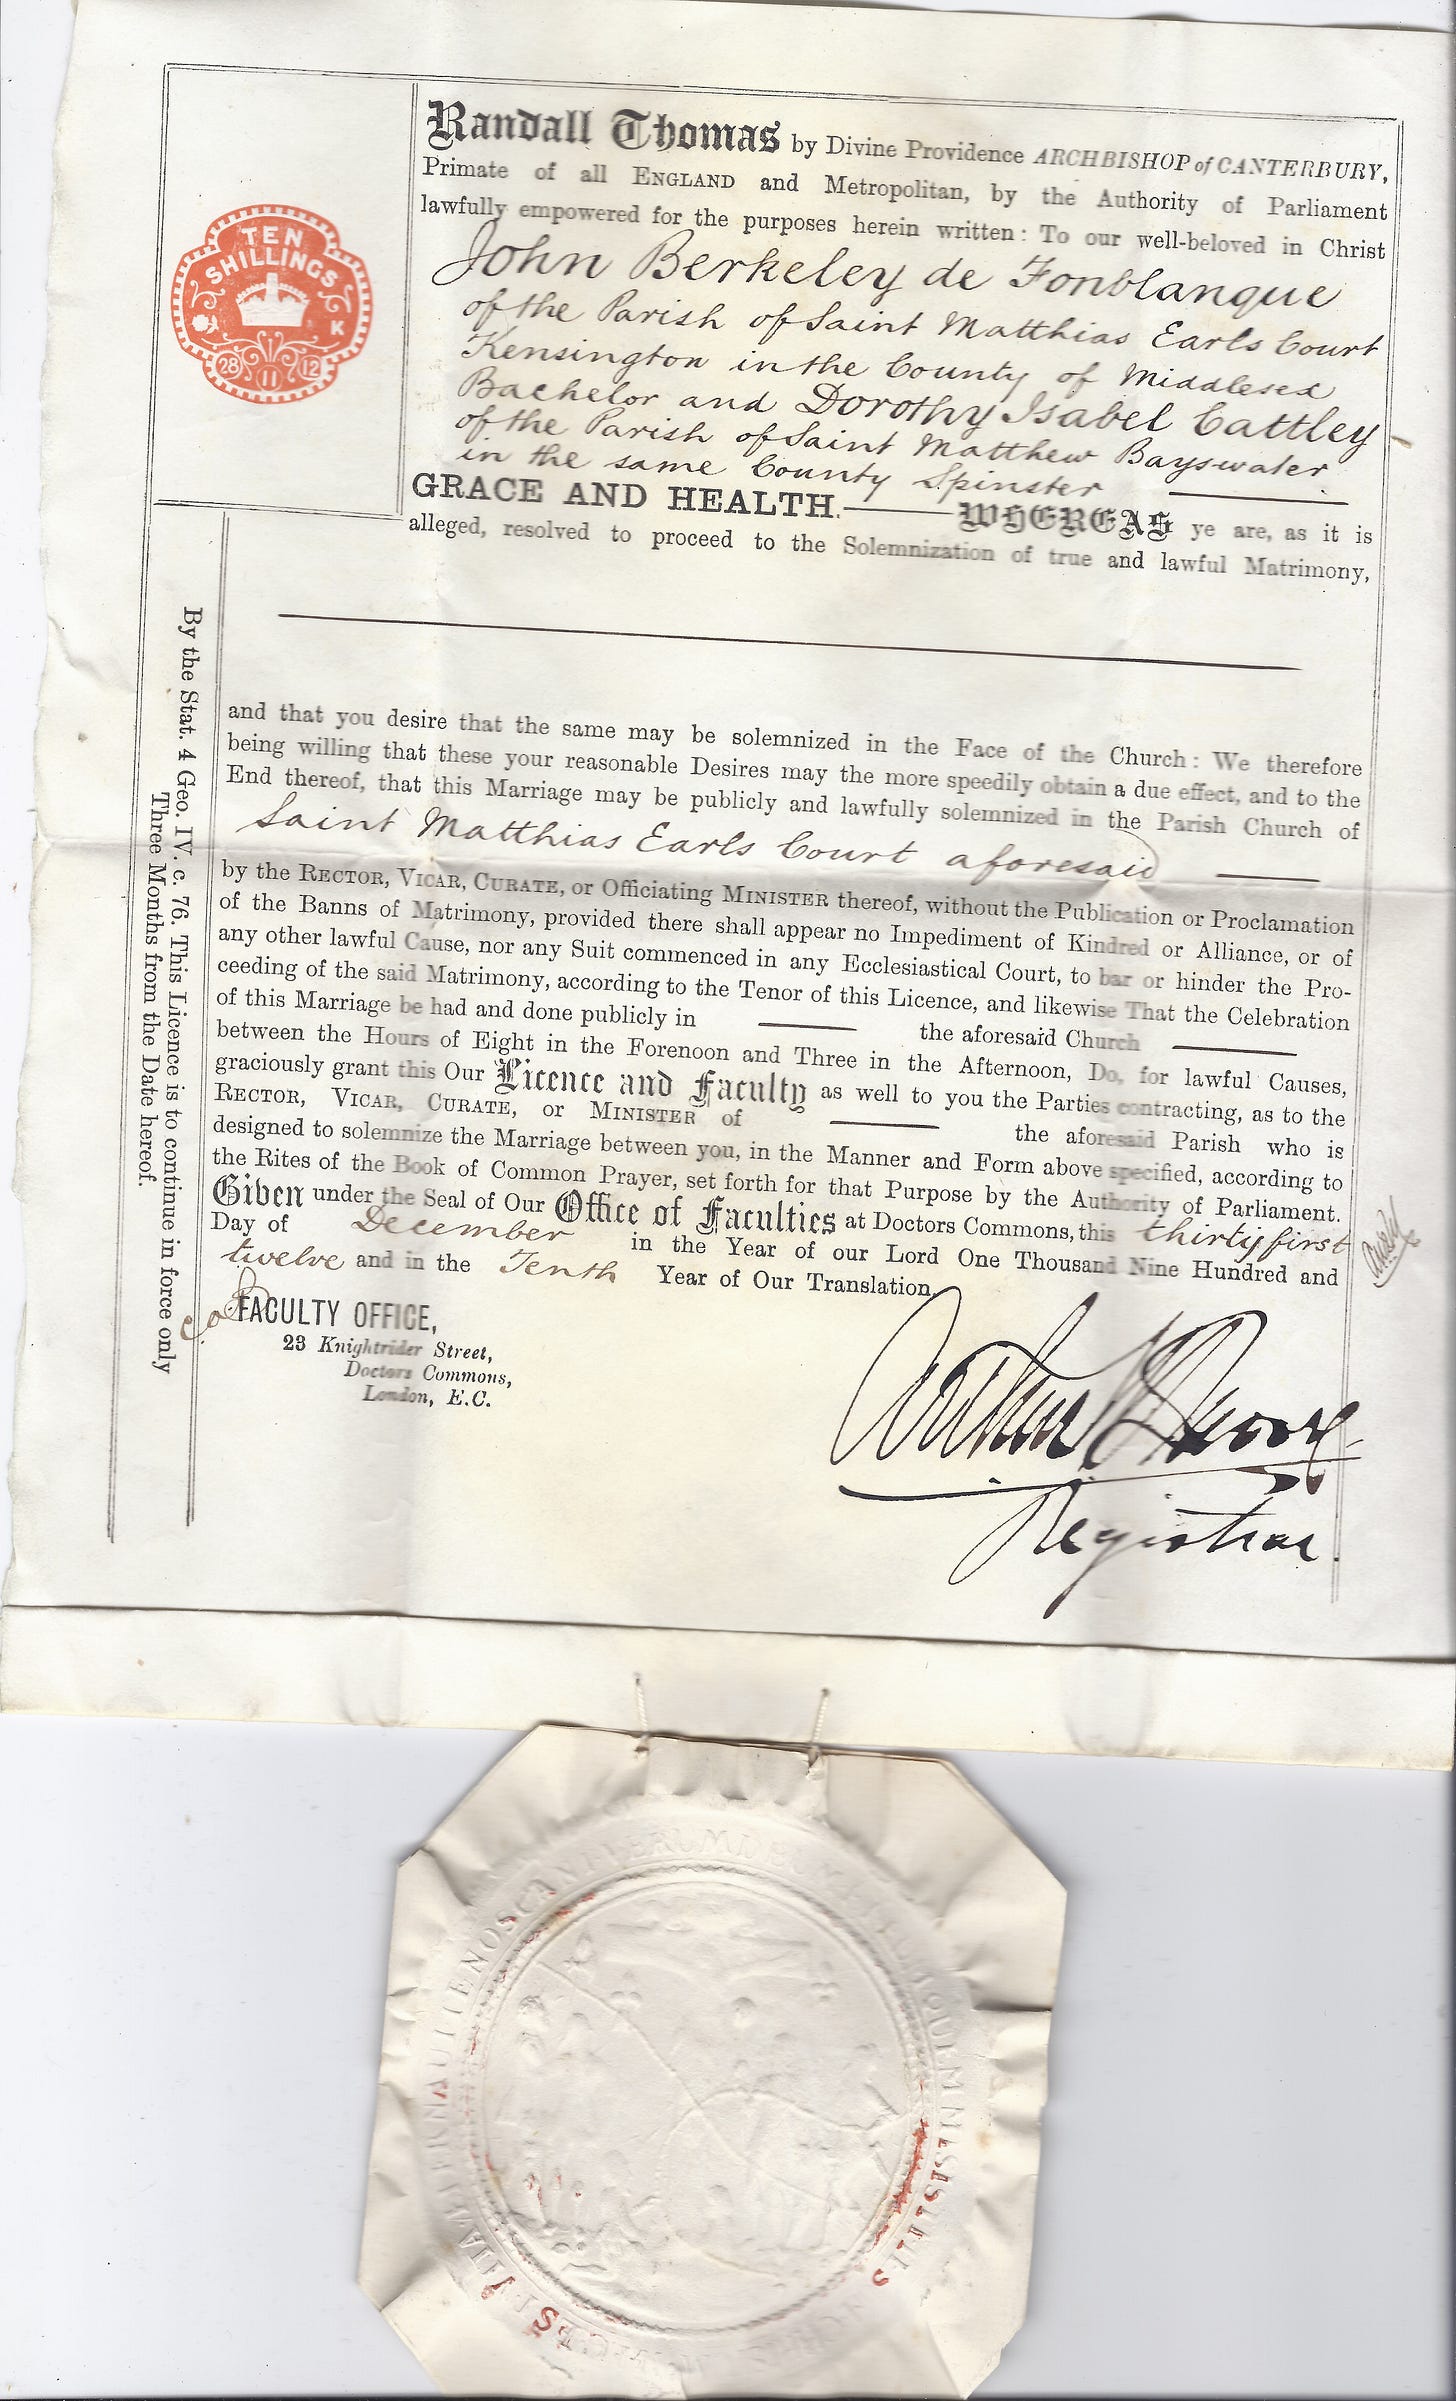 TEN
SHILLINGS
K
28 11 12
Randall Thomas by Divine Providence ARCHBISHOP of CANTERBURY,
Primate of all ENGLAND and Metropolitan, by the Authority of Parliament
lawfully empowered for the purposes herein written: To our well-beloved in Christ
John Berkeley de Fonblanque
of the Parish of Saint Matthias Earls Court
Kensington in the County of Middlesex
Bachelor and Dorothy Isabel Cattley
of the Parish of Saint Matthew Bayswater
in the same County Spinster
GRACE AND HEALTH.—WHEREAS ye are, as it is
alleged, resolved to proceed to the Solemnization of true and lawful Matrimony,
and that you desire that the same may be solemnized in the Face of the Church: We therefore
being willing that these your reasonable Desires may the more speedily obtain a due effect, and to the
End thereof, that this Marriage may be publicly and lawfully solemnized in the Parish Church of
Saint Matthias Earls Court aforesaid
by the RECTOR, VICAR, CURATE, or Officiating MINISTER thereof, without the Publication or Proclamation
of the Banns of Matrimony, provided there shall appear no Impediment of Kindred or Alliance, or of
any other lawful Cause, nor any Suit commenced in any Ecclesiastical Court, to bar or hinder the Pro-
ceeding of the said Matrimony, according to the Tenor of this Licence, and likewise That the Celebration
of this Marriage be had and done publicly in the aforesaid Church
between the Hours of Eight in the Forenoon and Three in the Afternoon, Do, for lawful Causes,
graciously grant this Our Licence and Faculty as well to you the Parties contracting, as to the
RECTOR, VICAR, CURATE, or MINISTER of the aforesaid Parish who is
designed to solemnize the Marriage between you, in the Manner and Form above specified, according to
the Rites of the Book of Common Prayer, set forth for that Purpose by the Authority of Parliament.
Given under the Seal of Our Office of Faculties at Doctors Commons, this thirty first
Day of December in the Year of our Lord One Thousand Nine Hundred and
twelve and in the Tenth Year of Our Translation.
FACULTY OFFICE,
23 Knightrider Street,
Doctors Commons,
London, E.C.
Registrar.
By the Stat. 4 Geo. IV. c. 76. This Licence is to continue in force only
Three Months from the Date hereof.